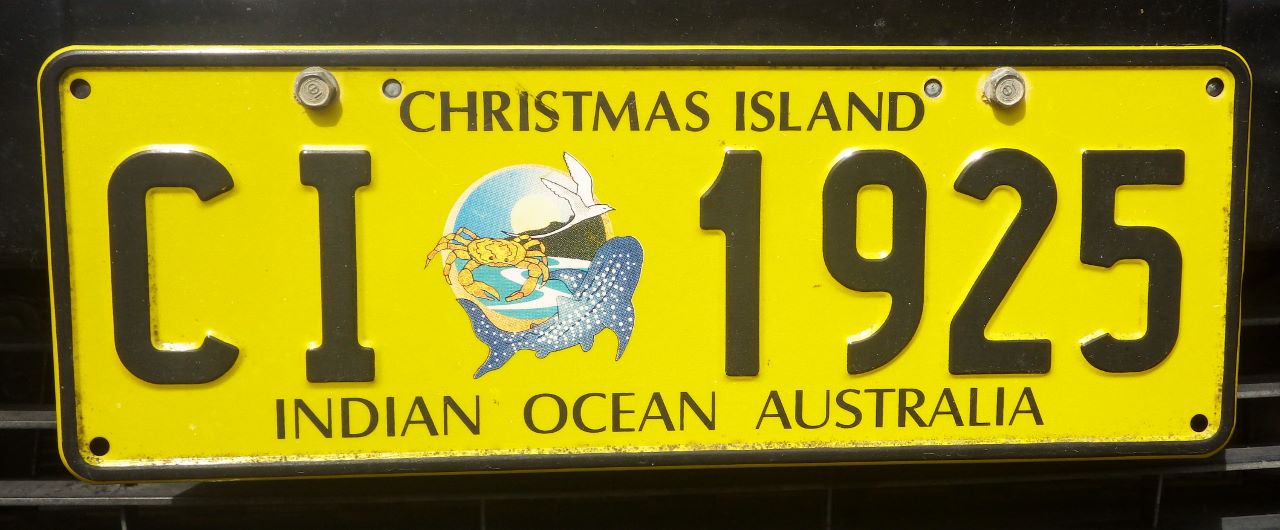 CHRISTMAS ISLAND
CI 1925
INDIAN OCEAN AUSTRALIA